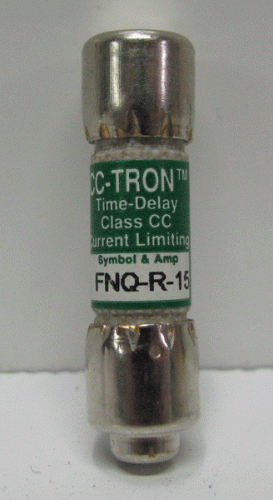 CC-TRON™
Time-Delay
Class CC
Current Limiting
Symbol & Amp
FNQ-R-15